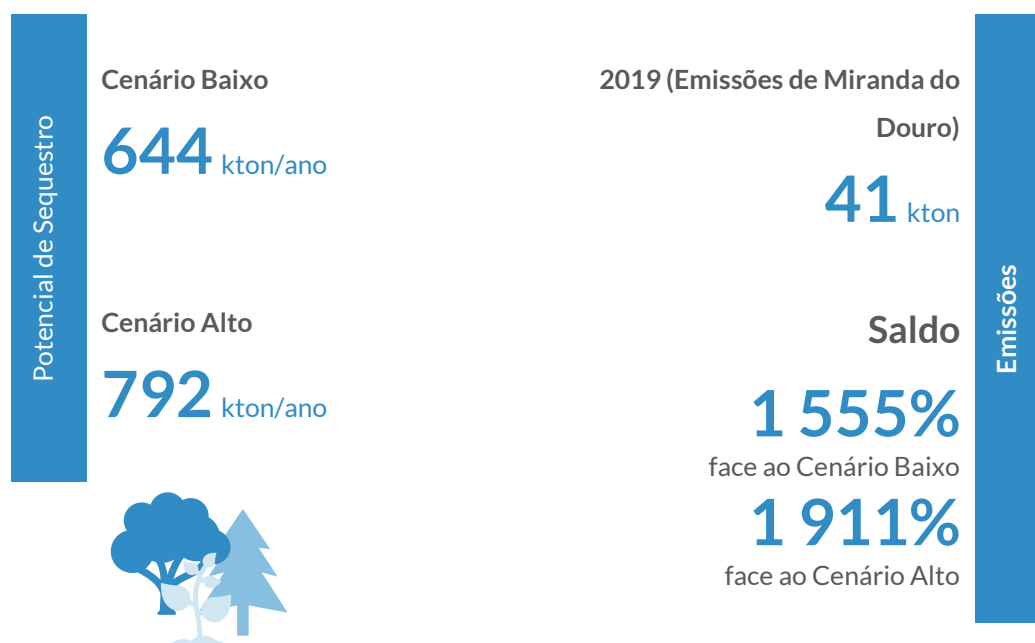 Potencial de Sequestro
Cenário Baixo
644 kton/ano
Cenário Alto
792 kton/ano
2019 (Emissões de Miranda do
Douro)
41 kton
Saldo
1 555%
face ao Cenário Baixo
1 911%
face ao Cenário Alto
Emissões